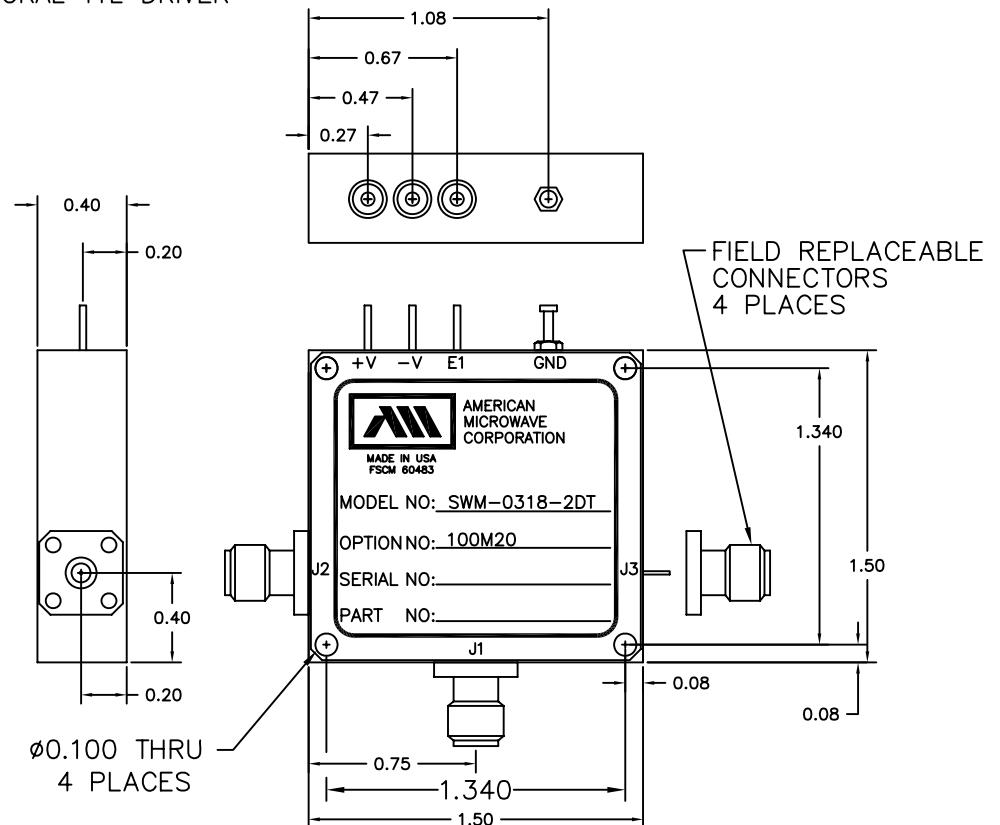 TTL DRIVER
1.08
0.67
0.47
0.27
0.40
0.20
FIELD REPLACEABLE
CONNECTORS
4 PLACES
+V -V E1 GND
AMERICAN
MICROWAVE
CORPORATION
MADE IN USA
FSCM 60483
1.340
MODEL NO: SWM-0318-2DT
OPTION NO: 100M20
1.50
J2 SERIAL NO: J3
0.40
PART NO:
J1
0.20
0.08
0.08
Ø0.100 THRU
4 PLACES
0.75
1.340
1.50